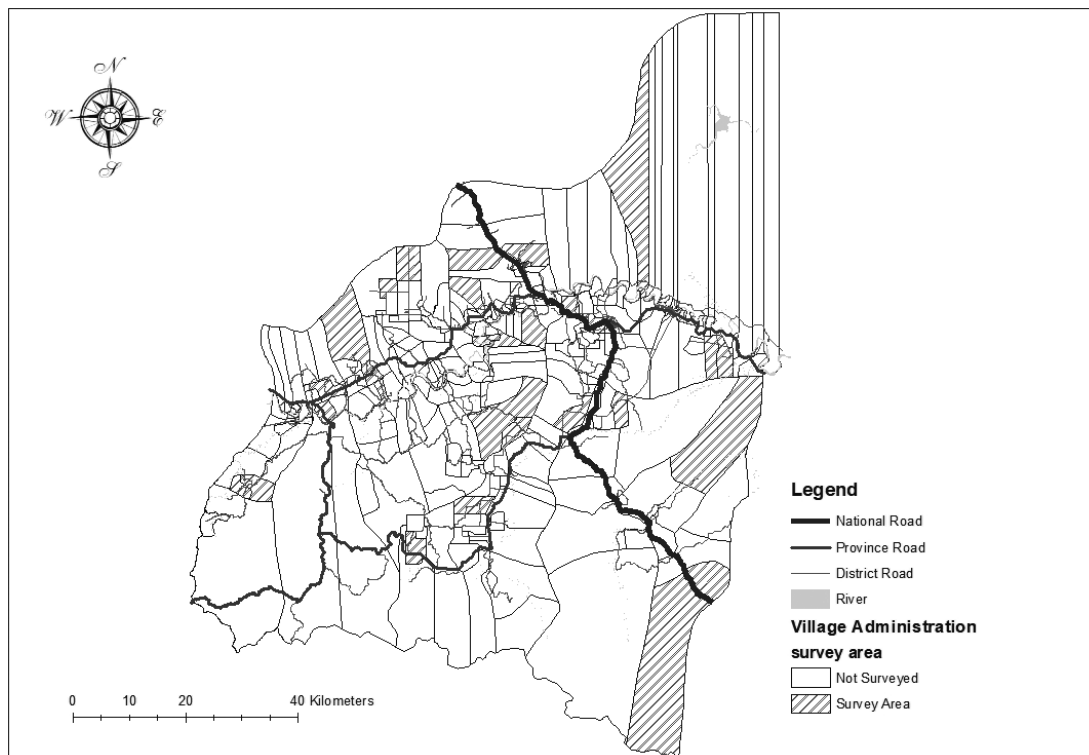 N
W
E
S
Legend
National Road
Province Road
District Road
River
Village Administration
survey area
Not Surveyed
Survey Area
0 10 20 40 Kilometers